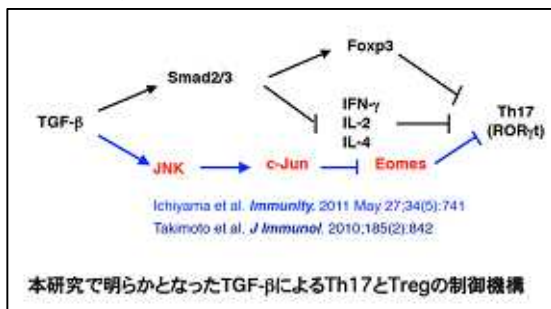 Foxp3
Smad2/3
IFN-γ
IL-2
IL-4
Th17
(RORγt)
TGF-β
JNK
c-Jun
Eomes
Ichiyama et al. Immunity. 2011 May 27;34(5):741
Takimoto et al. J Immunol. 2010;185(2):842
本研究で明らかとなったTGF-βによるTh17とTregの制御機構